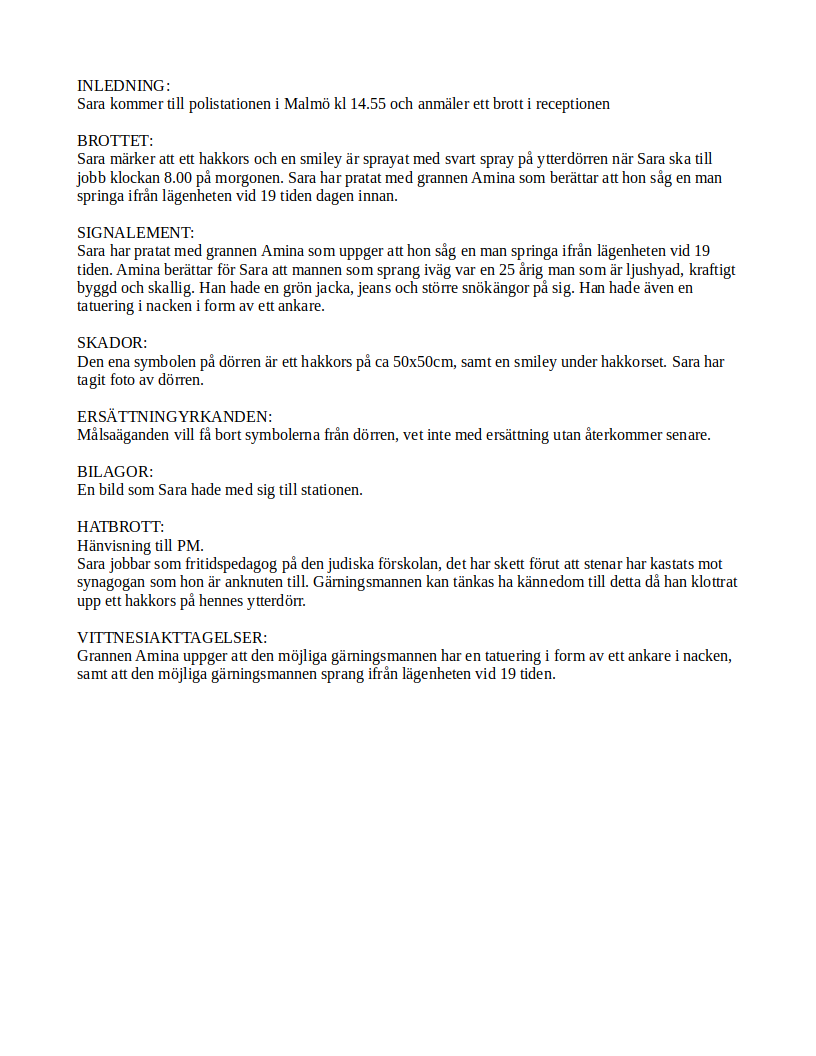 INLEDNING:
Sara kommer till polistationen i Malmö kl 14.55 och anmäler ett brott i receptionen
BROTTET:
Sara märker att ett hakkors och en smiley är sprayat med svart spray på ytterdörren när Sara ska till
jobb klockan 8.00 på morgonen. Sara har pratat med grannen Amina som berättar att hon såg en man
springa ifrån lägenheten vid 19 tiden dagen innan.
SIGNALEMENT:
Sara har pratat med grannen Amina som uppger att hon såg en man springa ifrån lägenheten vid 19
tiden. Amina berättar för Sara att mannen som sprang iväg var en 25 årig man som är ljushyad, kraftigt
byggd och skallig. Han hade en grön jacka, jeans och större snökängor på sig. Han hade även en
tatuering i nacken i form av ett ankare.
SKADOR:
Den ena symbolen på dörren är ett hakkors på ca 50x50cm, samt en smiley under hakkorset. Sara har
tagit foto av dörren.
ERSÄTTNINGYRKANDEN:
Målsaäganden vill få bort symbolerna från dörren, vet inte med ersättning utan återkommer senare.
BILAGOR:
En bild som Sara hade med sig till stationen.
HATBROTT:
Hänvisning till PM.
Sara jobbar som fritidspedagog på den judiska förskolan, det har skett förut att stenar har kastats mot
synagogan som hon är anknuten till. Gärningsmannen kan tänkas ha kännedom till detta då han klottrat
upp ett hakkors på hennes ytterdörr.
VITTNESIAKTTAGELSER:
Grannen Amina uppger att den möjliga gärningsmannen har en tatuering i form av ett ankare i nacken,
samt att den möjliga gärningsmannen sprang ifrån lägenheten vid 19 tiden.